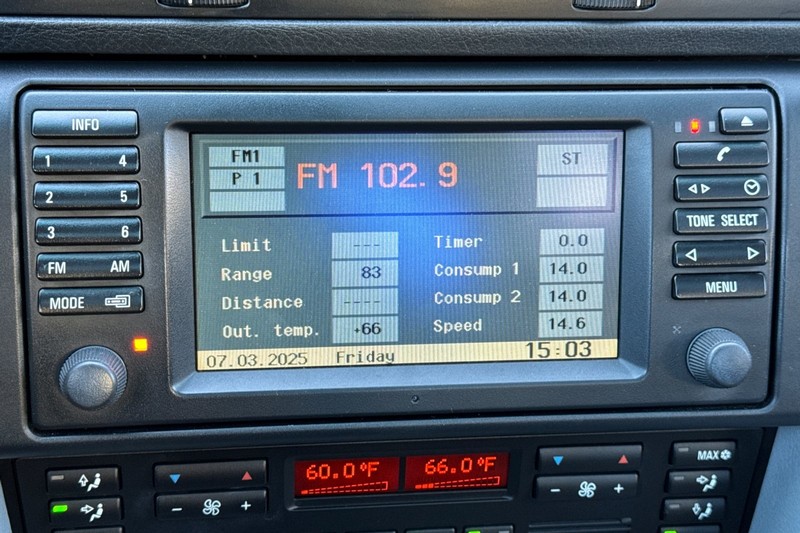 INFO
1 4
2 5
3 6
FM AM
MODE
FM1
P 1
FM 102.9
ST
Limit ---
Range 83
Distance ----
Out. temp. +66
Timer 0.0
Consump 1 14.0
Consump 2 14.0
Speed 14.6
07.03.2025 Friday 15:03
TONE SELECT
MENU
60.0°F
66.0°F
- +
- +
MAX